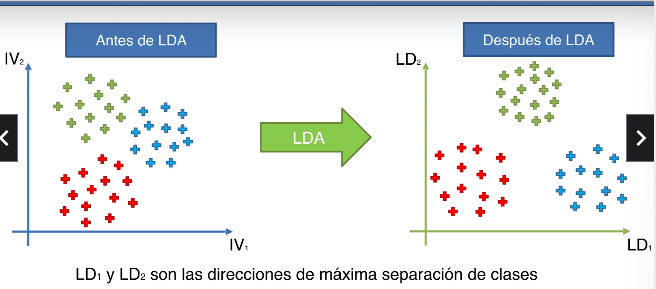 Antes de LDA
Después de LDA
IV₂
LD₂
LDA
IV₁
LD₁
LD₁ y LD₂ son las direcciones de máxima separación de clases